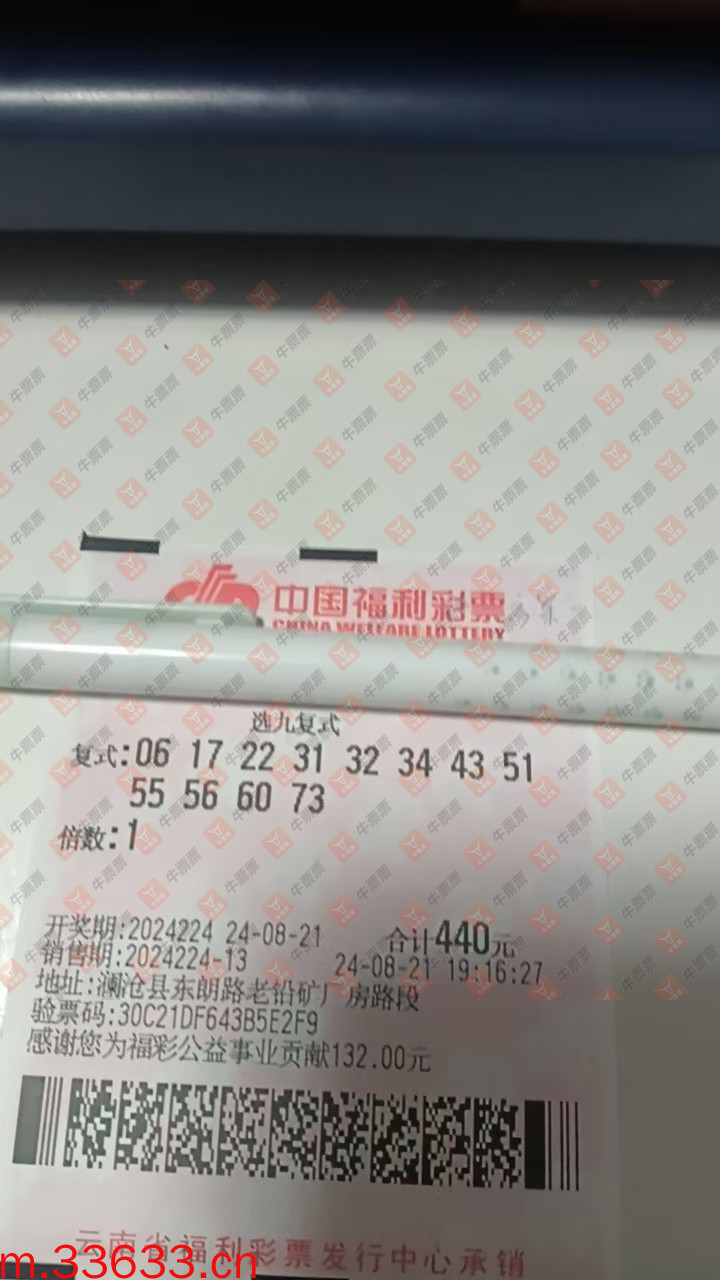 中国福利彩票
CHINA WELFARE LOTTERY
选九复式
复式:06 17 22 31 32 34 43 51
55 56 60 73
倍数:1
开奖期:2024224 24-08-21 合计440元
销售期:2024224-13 24-08-21 19:16:27
地址:澜沧县东朗路老铅矿厂房路段
验票码:30C21DF643B5E2F9
感谢您为福彩公益事业贡献132.00元
云南省福利彩票发行中心承销
m.33633.cn
牛票票